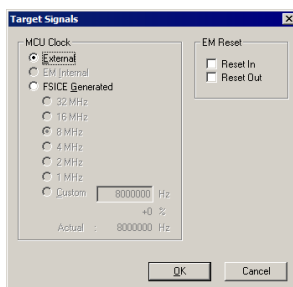 Target Signals
MCU Clock
External
EM Internal
FSICE Generated
32 MHz
16 MHz
8 MHz
4 MHz
2 MHz
1 MHz
Custom 8000000 Hz
+0 %
Actual : 8000000 Hz
EM Reset
Reset In
Reset Out
OK Cancel